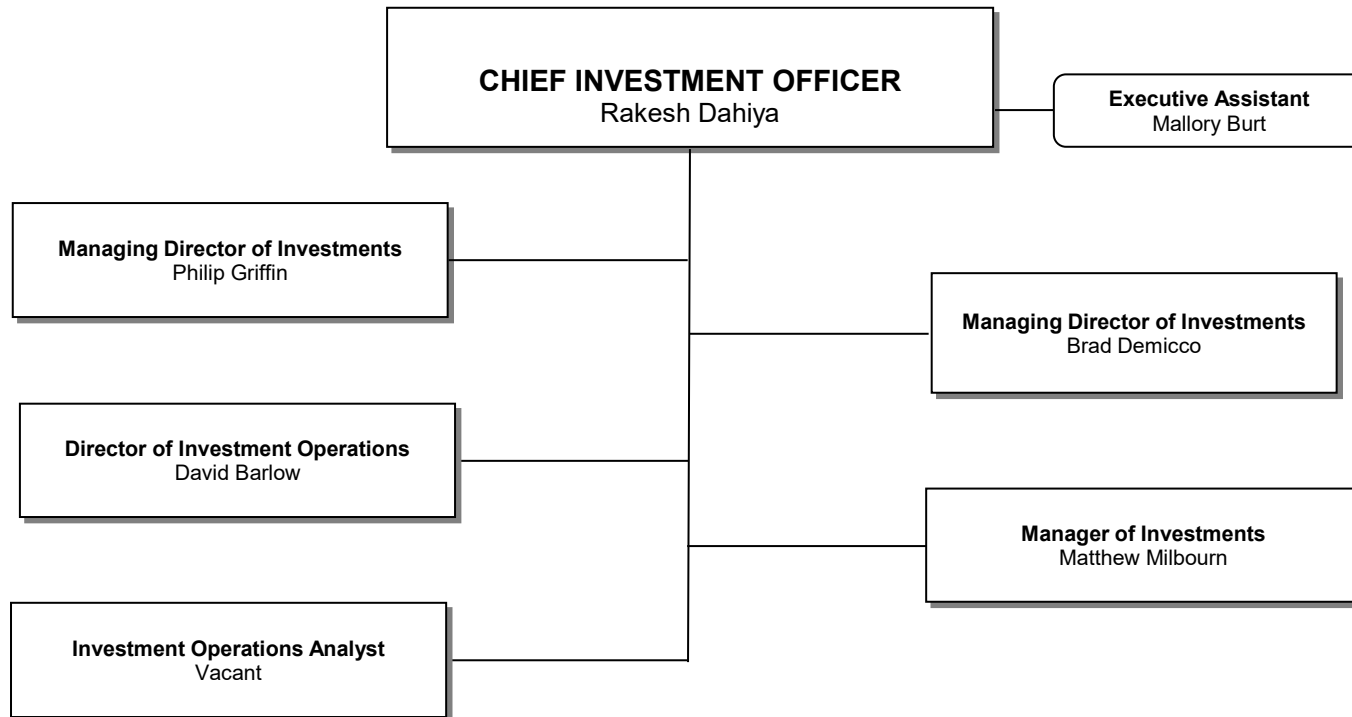 CHIEF INVESTMENT OFFICER
Rakesh Dahiya
Executive Assistant
Mallory Burt
Managing Director of Investments
Philip Griffin
Managing Director of Investments
Brad Demicco
Director of Investment Operations
David Barlow
Manager of Investments
Matthew Milbourn
Investment Operations Analyst
Vacant